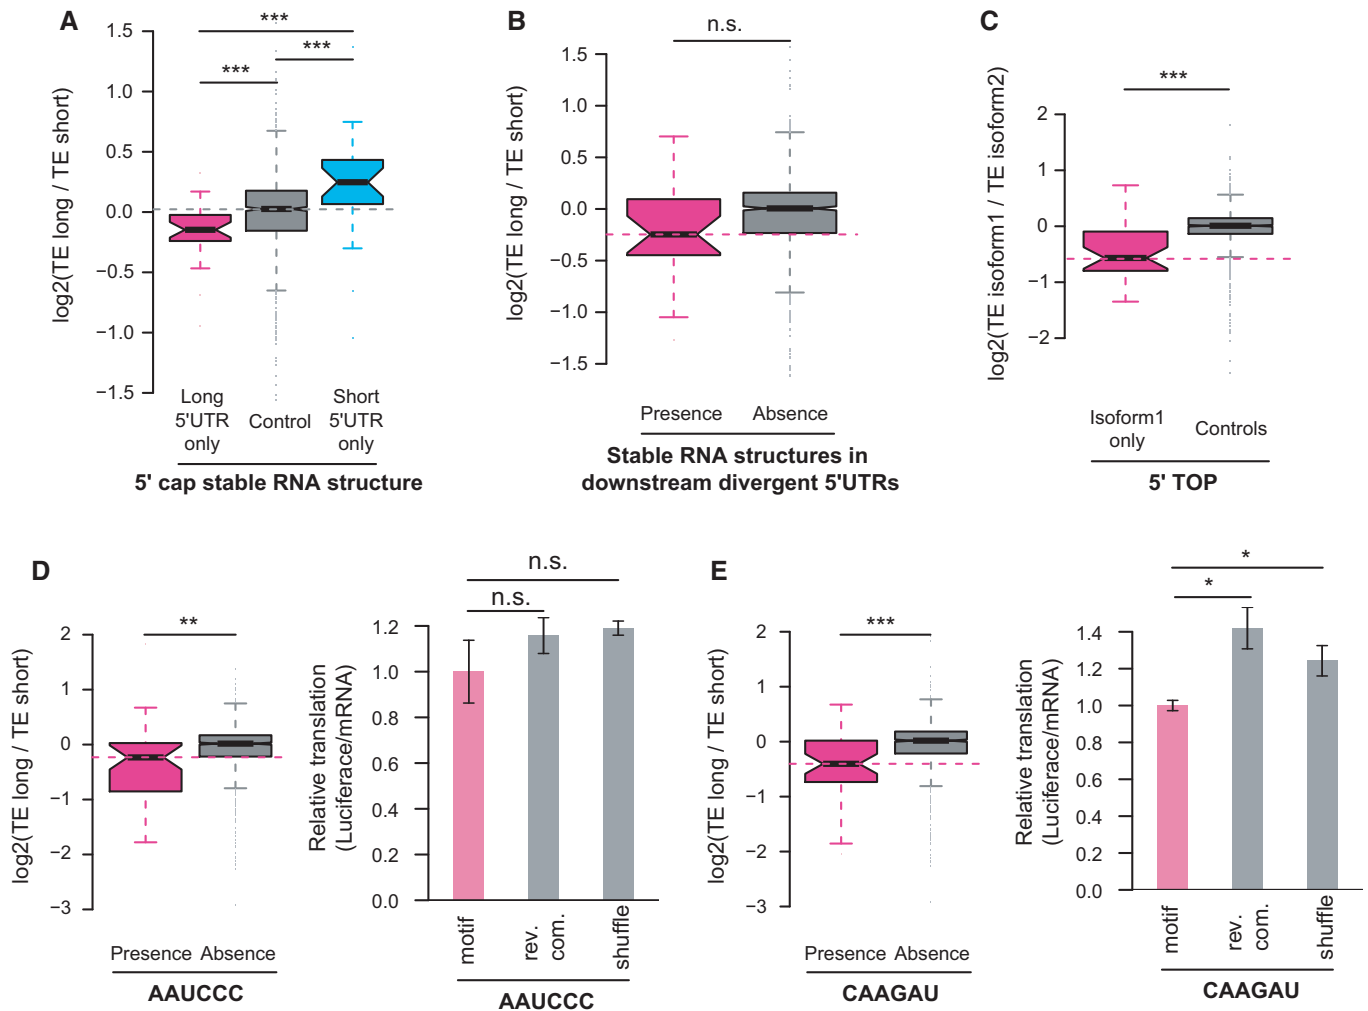 A
log2(TE long / TE short)
1.5
1.0
0.5
0.0
−0.5
−1.0
−1.5
***
***
***
Long
5'UTR
only
Control
Short
5'UTR
only
5' cap stable RNA structure
B
log2(TE long / TE short)
1.5
1.0
0.5
0.0
−0.5
−1.0
−1.5
n.s.
Presence
Absence
Stable RNA structures in
downstream divergent 5'UTRs
C
log2(TE isoform1 / TE isoform2)
2
1
0
−1
−2
***
Isoform1
only
Controls
5' TOP
D
log2(TE long / TE short)
2
1
0
−1
−2
−3
**
Presence
Absence
AAUCCC
Relative translation
(Luciferace/mRNA)
1.2
1.0
0.8
0.6
0.4
0.2
0.0
n.s.
n.s.
motif
rev.
com.
shuffle
AAUCCC
E
log2(TE long / TE short)
2
1
0
−1
−2
−3
***
Presence
Absence
CAAGAU
Relative translation
(Luciferace/mRNA)
1.4
1.2
1.0
0.8
0.6
0.4
0.2
0.0
*
*
motif
rev.
com.
shuffle
CAAGAU